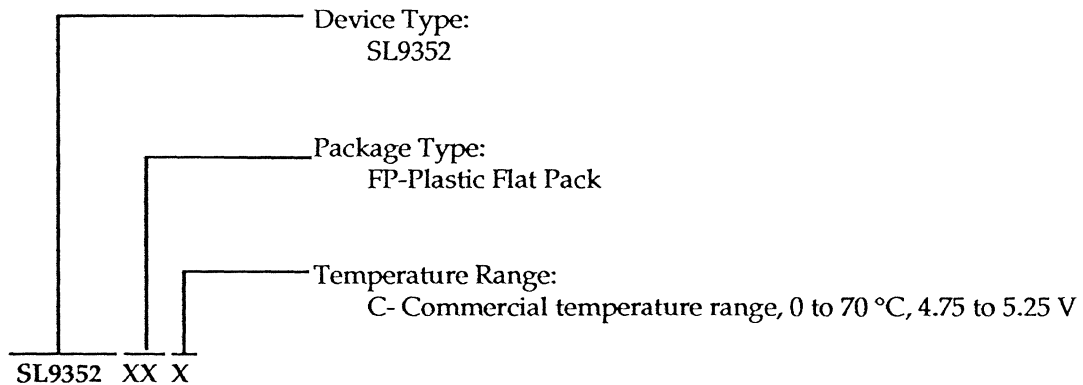 Device Type:
SL9352
Package Type:
FP-Plastic Flat Pack
Temperature Range:
C- Commercial temperature range, 0 to 70 °C, 4.75 to 5.25 V
SL9352 XX X